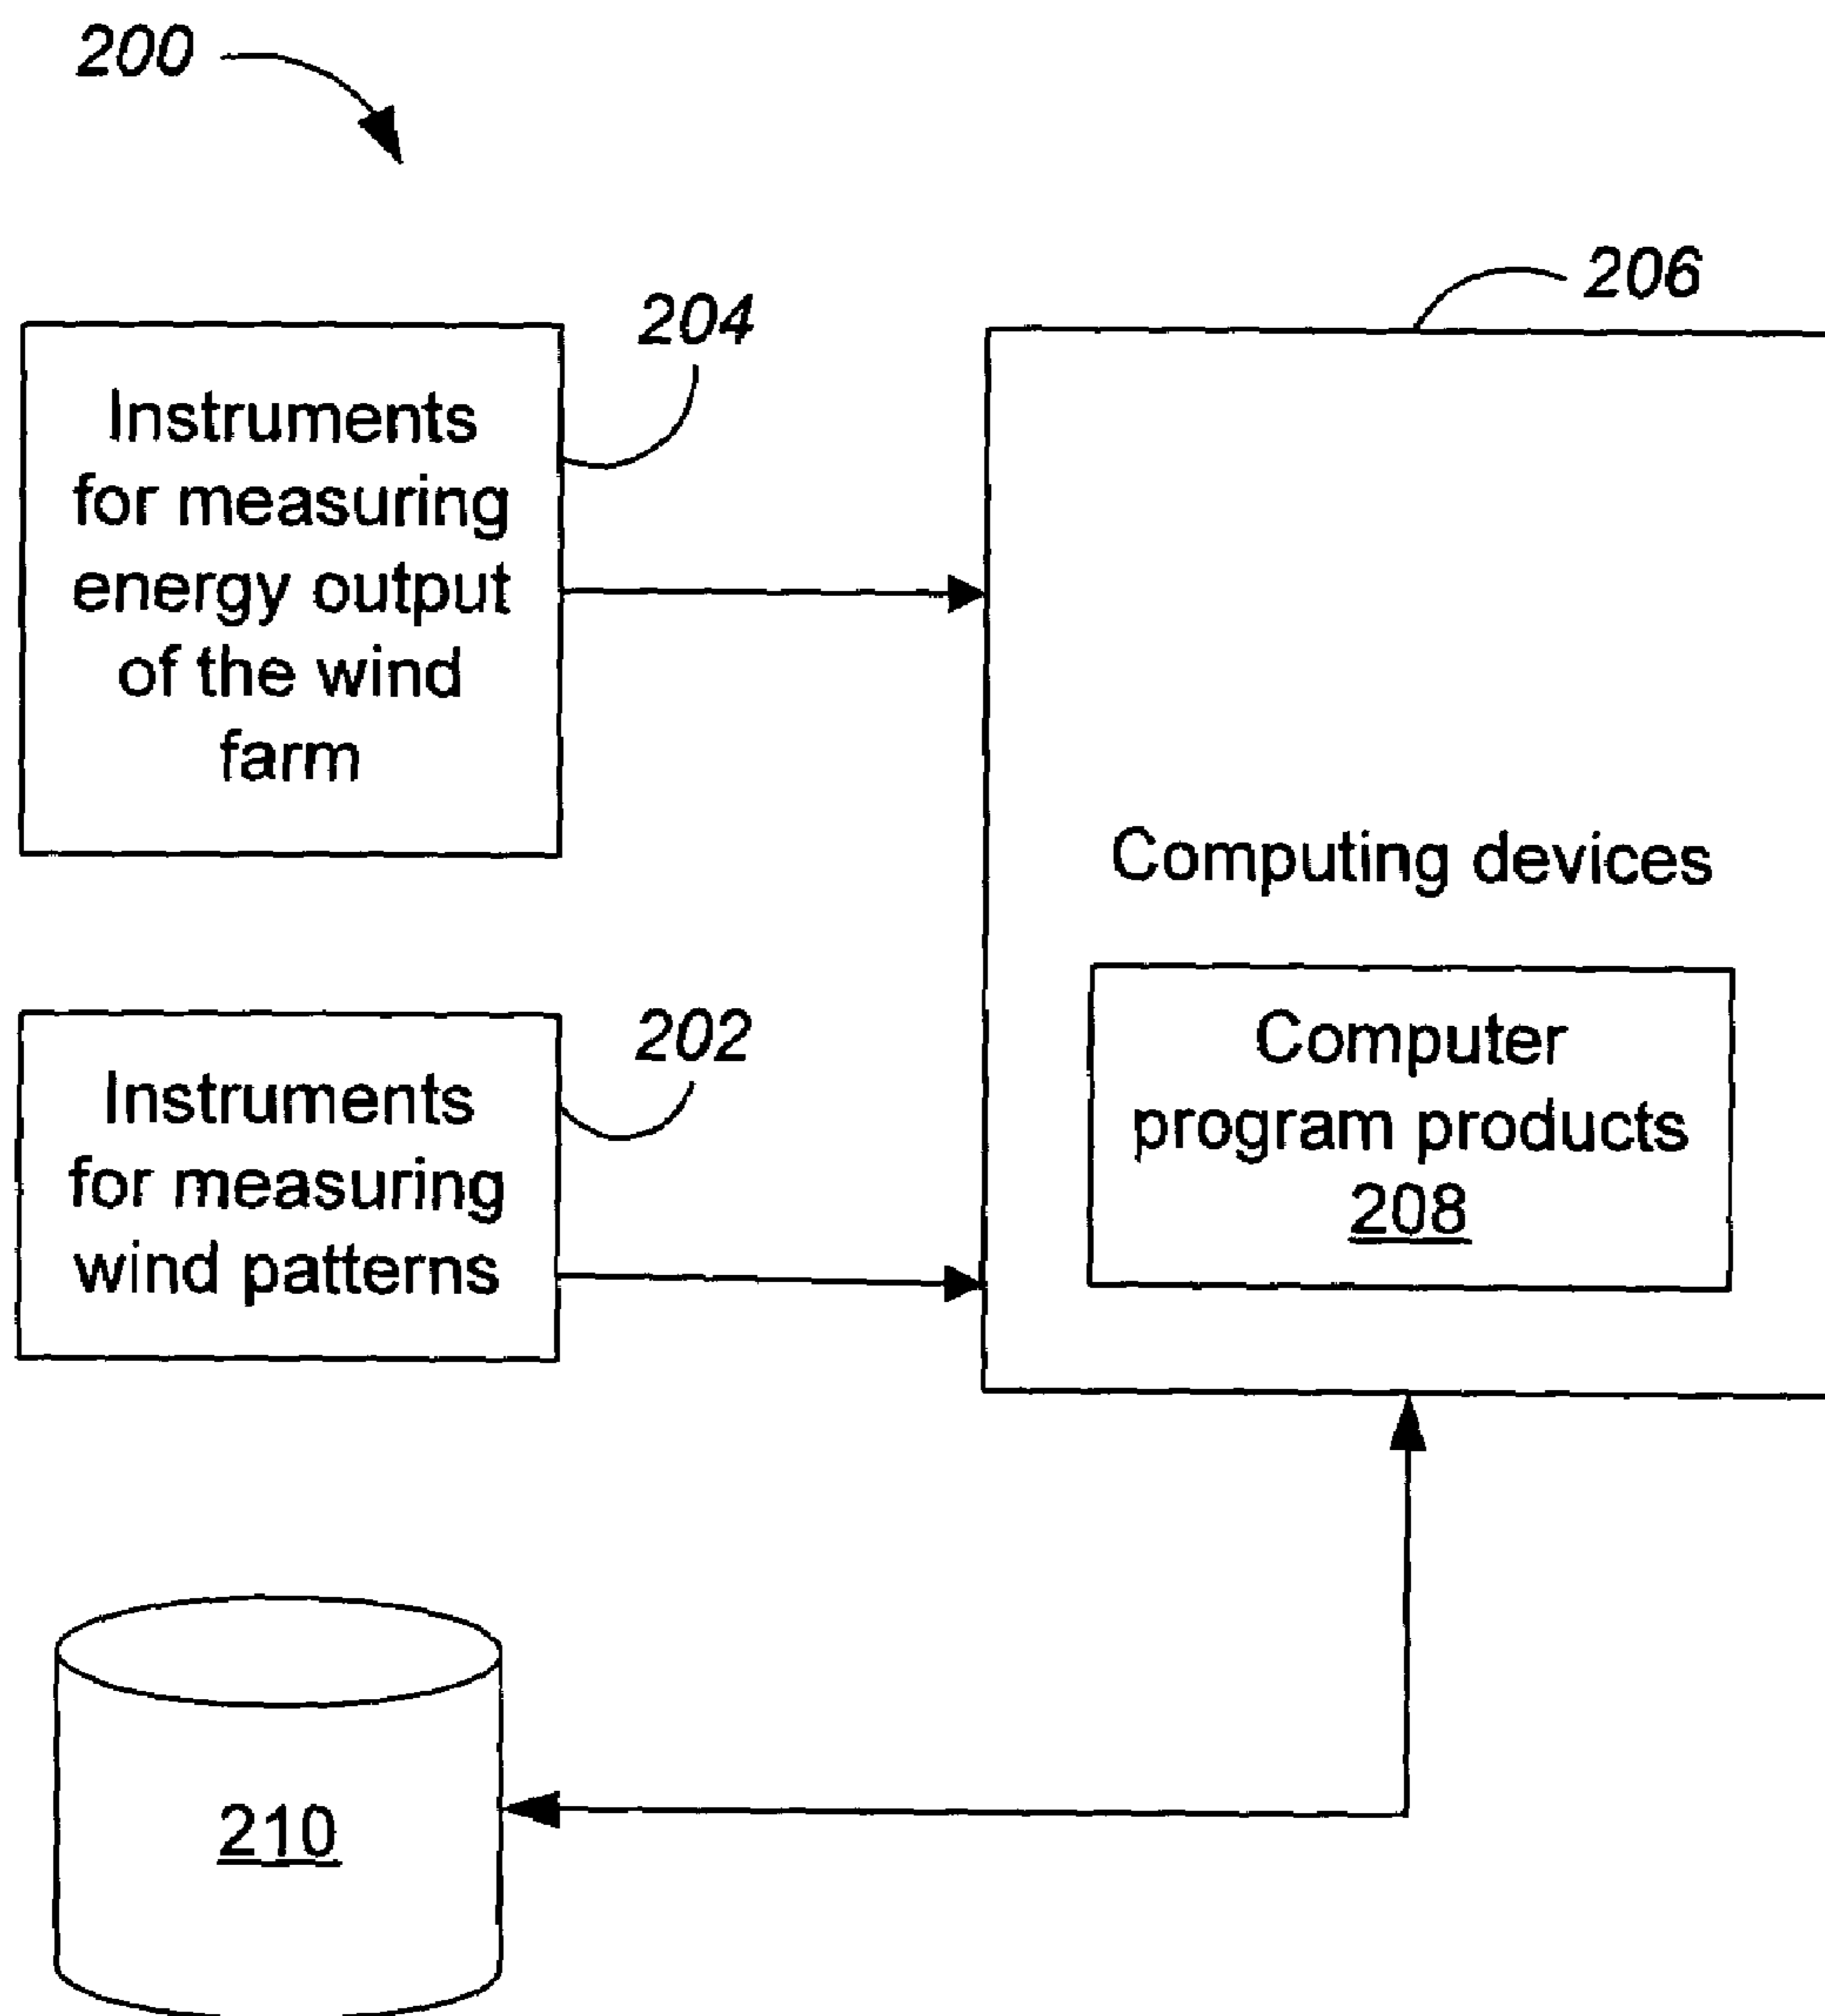 200
206
204
Instruments
for measuring
energy output
of the wind
farm
Computing devices
Computer
program products
208
202
Instruments
for measuring
wind patterns
210